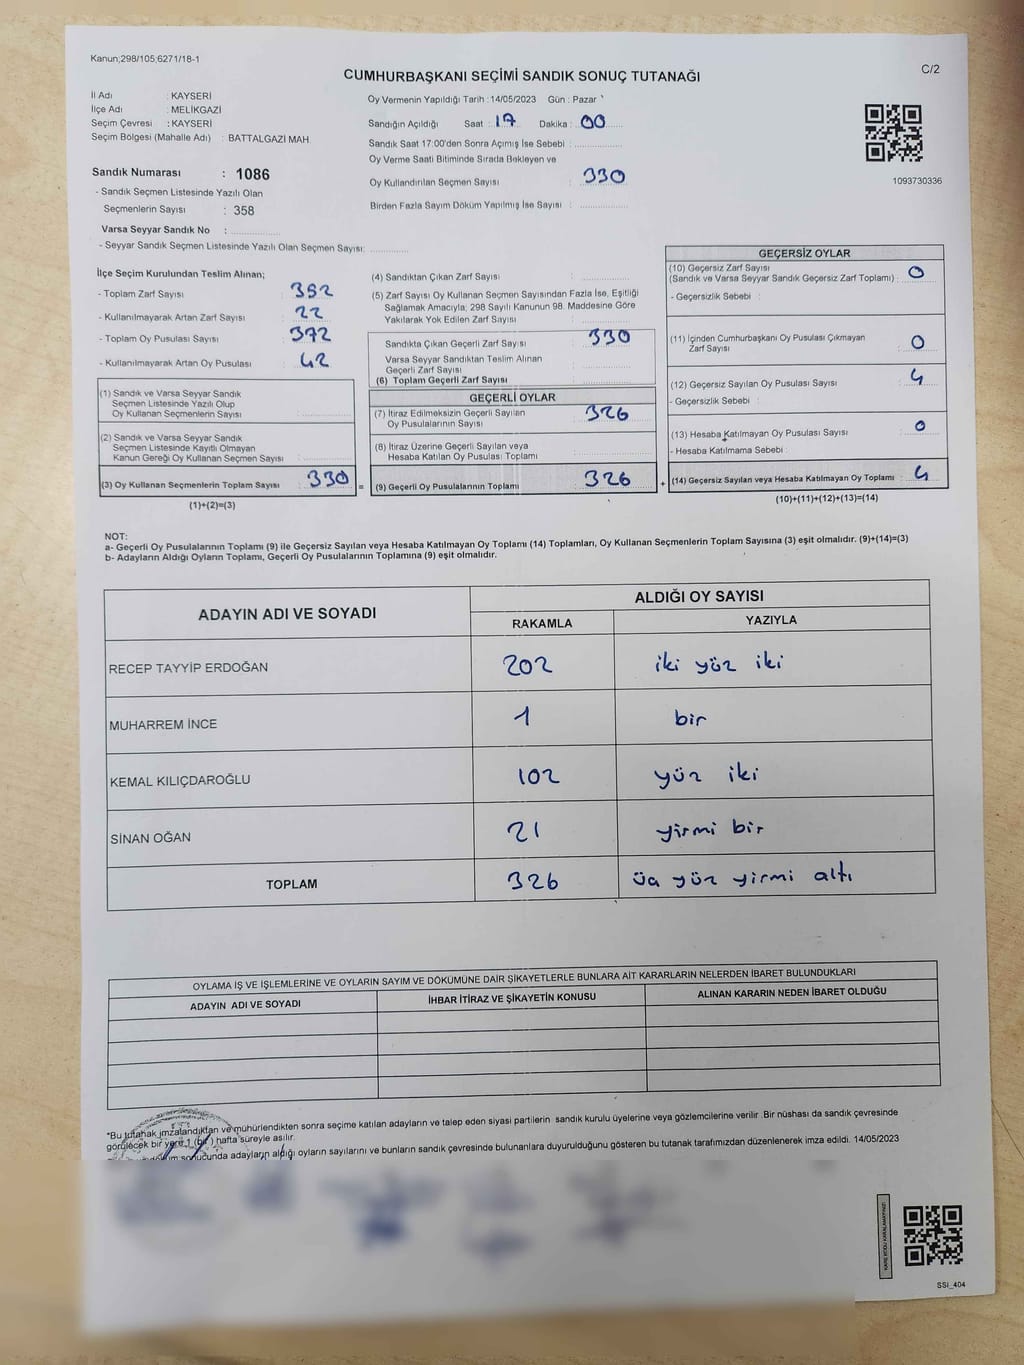 Kanun;298/105,6271/18-1
C/2
CUMHURBAŞKANI SEÇİMİ SANDIK SONUÇ TUTANAĞI
İl Adı : KAYSERİ
İlçe Adı : MELİKGAZİ
Seçim Çevresi : KAYSERİ
Seçim Bölgesi (Mahalle Adı) : BATTALGAZİ MAH.
Sandık Numarası : 1086
- Sandık Seçmen Listesinde Yazılı Olan
Seçmenlerin Sayısı : 358
Varsa Seyyar Sandık No :
- Seyyar Sandık Seçmen Listesinde Yazılı Olan Seçmen Sayısı:
Oy Vermenin Yapıldığı Tarih : 14/05/2023 Gün : Pazar
Sandığın Açıldığı Saat : 17 Dakika : 00
Sandık Saat 17:00'den Sonra Açımış İse Sebebi :
Oy Verme Saati Bitiminde Sırada Bekleyen ve
Oy Kullandırılan Seçmen Sayısı : 330
Birden Fazla Sayım Döküm Yapılmış İse Sayısı :
1093730336
İlçe Seçim Kurulundan Teslim Alınan;
- Toplam Zarf Sayısı : 352
- Kullanılmayarak Artan Zarf Sayısı : 22
- Toplam Oy Pusulası Sayısı : 372
- Kullanılmayarak Artan Oy Pusulası : 42
(1) Sandık ve Varsa Seyyar Sandık
Seçmen Listesinde Yazılı Olup
Oy Kullanan Seçmenlerin Sayısı :
(2) Sandık ve Varsa Seyyar Sandık
Seçmen Listesinde Kayıtlı Olmayan
Kanun Gereği Oy Kullanan Seçmen Sayısı :
(3) Oy Kullanan Seçmenlerin Toplam Sayısı : 330 =
(1)+(2)=(3)
(4) Sandıktan Çıkan Zarf Sayısı :
(5) Zarf Sayısı Oy Kullanan Seçmen Sayısından Fazla İse, Eşitliği
Sağlamak Amacıyla; 298 Sayılı Kanunun 98. Maddesine Göre
Yakılarak Yok Edilen Zarf Sayısı :
Sandıkta Çıkan Geçerli Zarf Sayısı : 330
Varsa Seyyar Sandıktan Teslim Alınan
Geçerli Zarf Sayısı :
(6) Toplam Geçerli Zarf Sayısı :
GEÇERLİ OYLAR
(7) İtiraz Edilmeksizin Geçerli Sayılan
Oy Pusulalarının Sayısı : 326
(8) İtiraz Üzerine Geçerli Sayılan veya
Hesaba Katılan Oy Pusulası Toplamı :
(9) Geçerli Oy Pusulalarının Toplamı : 326 +
GEÇERSİZ OYLAR
(10) Geçersiz Zarf Sayısı
(Sandık ve Varsa Seyyar Sandık Geçersiz Zarf Toplamı) : 0
- Geçersizlik Sebebi :
(11) İçinden Cumhurbaşkanı Oy Pusulası Çıkmayan
Zarf Sayısı : 0
(12) Geçersiz Sayılan Oy Pusulası Sayısı : 4
- Geçersizlik Sebebi :
(13) Hesaba Katılmayan Oy Pusulası Sayısı : 0
- Hesaba Katılmama Sebebi :
(14) Geçersiz Sayılan veya Hesaba Katılmayan Oy Toplamı : 4
(10)+(11)+(12)+(13)=(14)
NOT:
a- Geçerli Oy Pusulalarının Toplamı (9) ile Geçersiz Sayılan veya Hesaba Katılmayan Oy Toplamı (14) Toplamları, Oy Kullanan Seçmenlerin Toplam Sayısına (3) eşit olmalıdır. (9)+(14)=(3)
b- Adayların Aldığı Oyların Toplamı, Geçerli Oy Pusulalarının Toplamına (9) eşit olmalıdır.
ADAYIN ADI VE SOYADI
ALDIĞI OY SAYISI
RAKAMLA YAZIYLA
RECEP TAYYİP ERDOĞAN 202 iki yüz iki
MUHARREM İNCE 1 bir
KEMAL KILIÇDAROĞLU 102 yüz iki
SİNAN OĞAN 21 yirmi bir
TOPLAM 326 üç yüz yirmi altı
OYLAMA İŞ VE İŞLEMLERİNE VE OYLARIN SAYIM VE DÖKÜMÜNE DAİR ŞİKAYETLERLE BUNLARA AİT KARARLARIN NELERDEN İBARET BULUNDUKLARI
ADAYIN ADI VE SOYADI İHBAR İTİRAZ VE ŞİKAYETİN KONUSU ALINAN KARARIN NEDEN İBARET OLDUĞU
*Bu tutanak imzalandıktan ve mühürlendikten sonra seçime katılan adayların ve talep eden siyasi partilerin sandık kurulu üyelerine veya gözlemcilerine verilir .Bir nüshası da sandık çevresinde
görülecek bir yere 1 (bir ) hafta süreyle asılır.
sonucunda adayların aldığı oyların sayılarını ve bunların sandık çevresinde bulunanlara duyurulduğunu gösteren bu tutanak tarafımızdan düzenlenerek imza edildi. 14/05/2023
KARE KODU KARALAMAYINIZ!
SSI_404